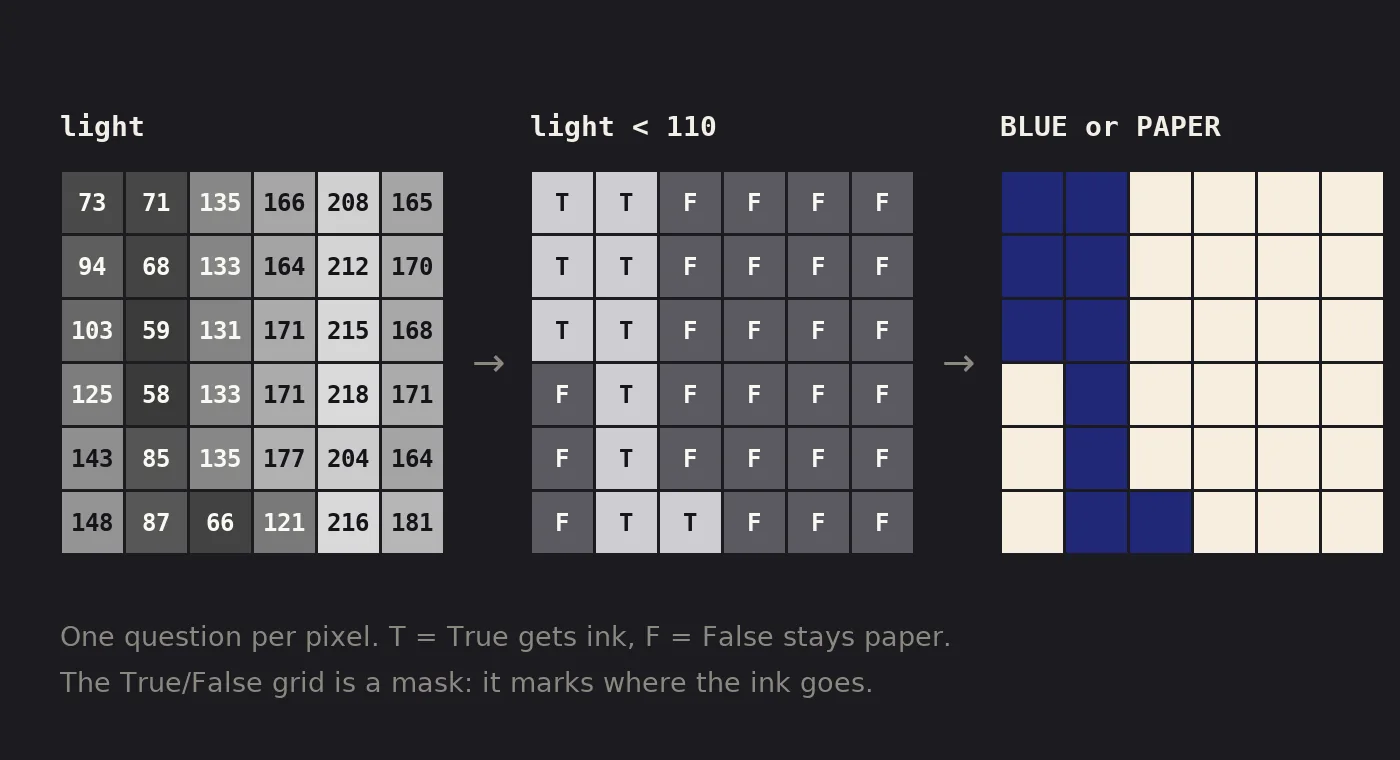 light
light < 110
BLUE or PAPER
73 71 135 166 208 165
94 68 133 164 212 170
103 59 131 171 215 168
125 58 133 171 218 171
143 85 135 177 204 164
148 87 66 121 216 181
→
T T F F F F
T T F F F F
T T F F F F
F T F F F F
F T F F F F
F T T F F F
→
One question per pixel. T = True gets ink, F = False stays paper.
The True/False grid is a mask: it marks where the ink goes.